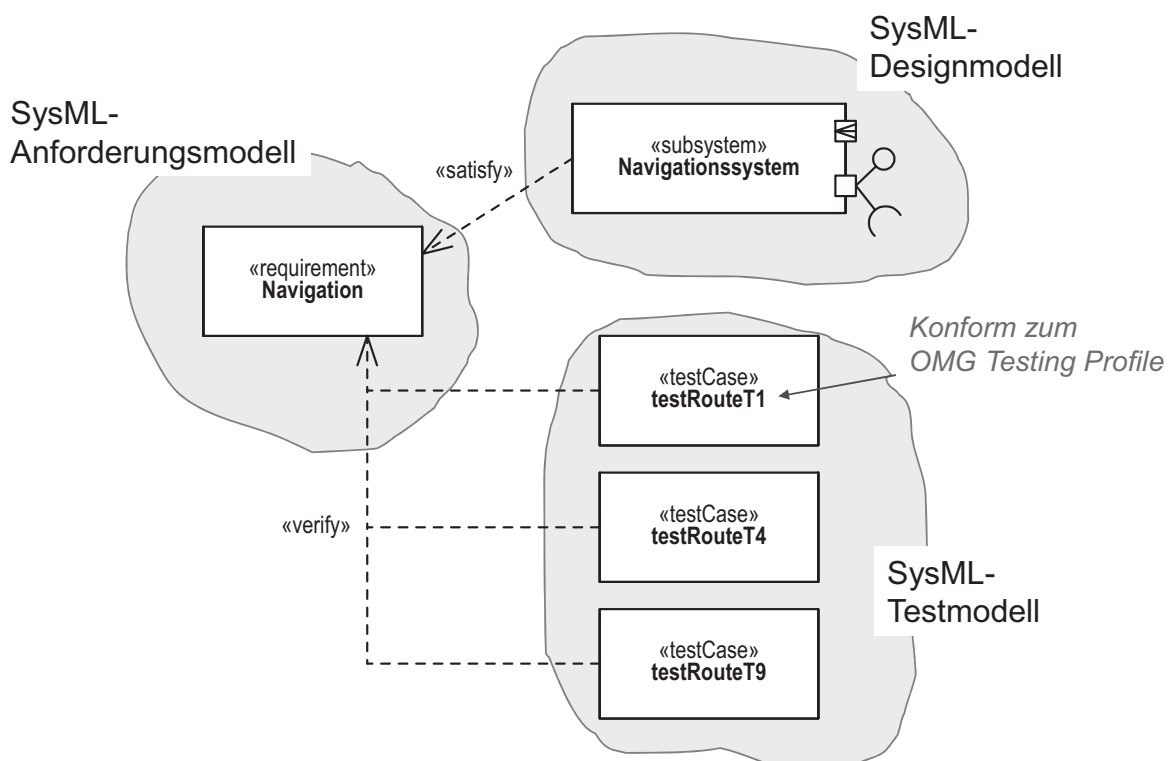 SysML-
Designmodell
SysML-
Anforderungsmodell
«subsystem»
Navigationssystem
«satisfy»
«requirement»
Navigation
Konform zum
OMG Testing Profile
«testCase»
testRouteT1
«verify»
«testCase»
testRouteT4
SysML-
Testmodell
«testCase»
testRouteT9